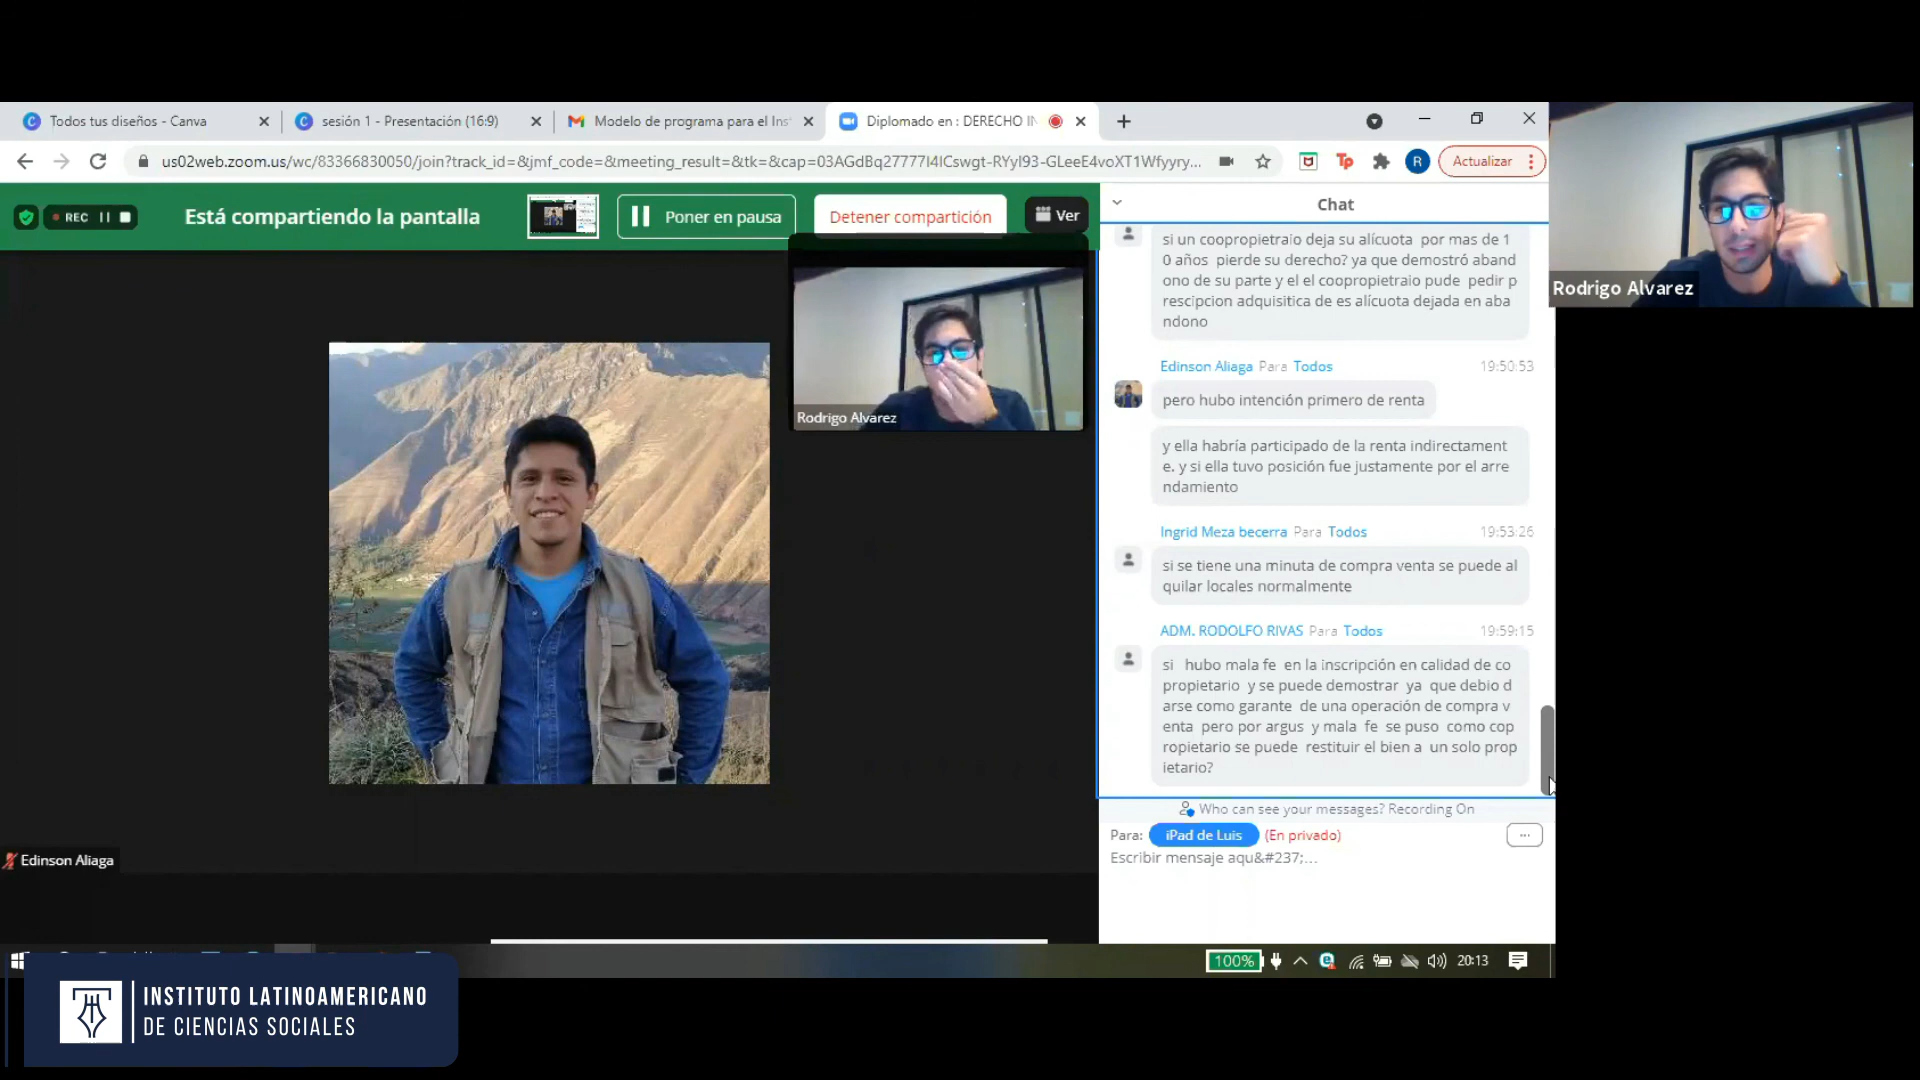 Todos tus diseños - Canva
sesión 1 - Presentación (16:9)
Modelo de programa para el Ins
Diplomado en : DERECHO IN
us02web.zoom.us/wc/83366830050/join?track_id=&jmf_code=&meeting_result=&tk=&cap=03AGdBq27777I4ICswgt-RYyI93-GLeeE4voXT1Wfyyry...
Tp
R
Actualizar
REC
Está compartiendo la pantalla
Poner en pausa
Detener compartición
Ver
Chat
si un coopropietraio deja su alícuota por mas de 1
0 años pierde su derecho? ya que demostró aband
ono de su parte y el el coopropietraio pude pedir p
rescipcion adquisitica de es alícuota dejada en aba
ndono
Edinson Aliaga Para Todos 19:50:53
pero hubo intención primero de renta
y ella habría participado de la renta indirectament
e. y si ella tuvo posición fue justamente por el arre
ndamiento
Ingrid Meza becerra Para Todos 19:53:26
si se tiene una minuta de compra venta se puede al
quilar locales normalmente
ADM. RODOLFO RIVAS Para Todos 19:59:15
si hubo mala fe en la inscripción en calidad de co
propietario y se puede demostrar ya que debio d
arse como garante de una operación de compra v
enta pero por argus y mala fe se puso como cop
ropietario se puede restituir el bien a un solo prop
ietario?
Who can see your messages? Recording On
Para: iPad de Luis (En privado)
Escribir mensaje aqu&#237;...
Rodrigo Alvarez
Rodrigo Alvarez
Edinson Aliaga
100%
20:13
INSTITUTO LATINOAMERICANO
DE CIENCIAS SOCIALES